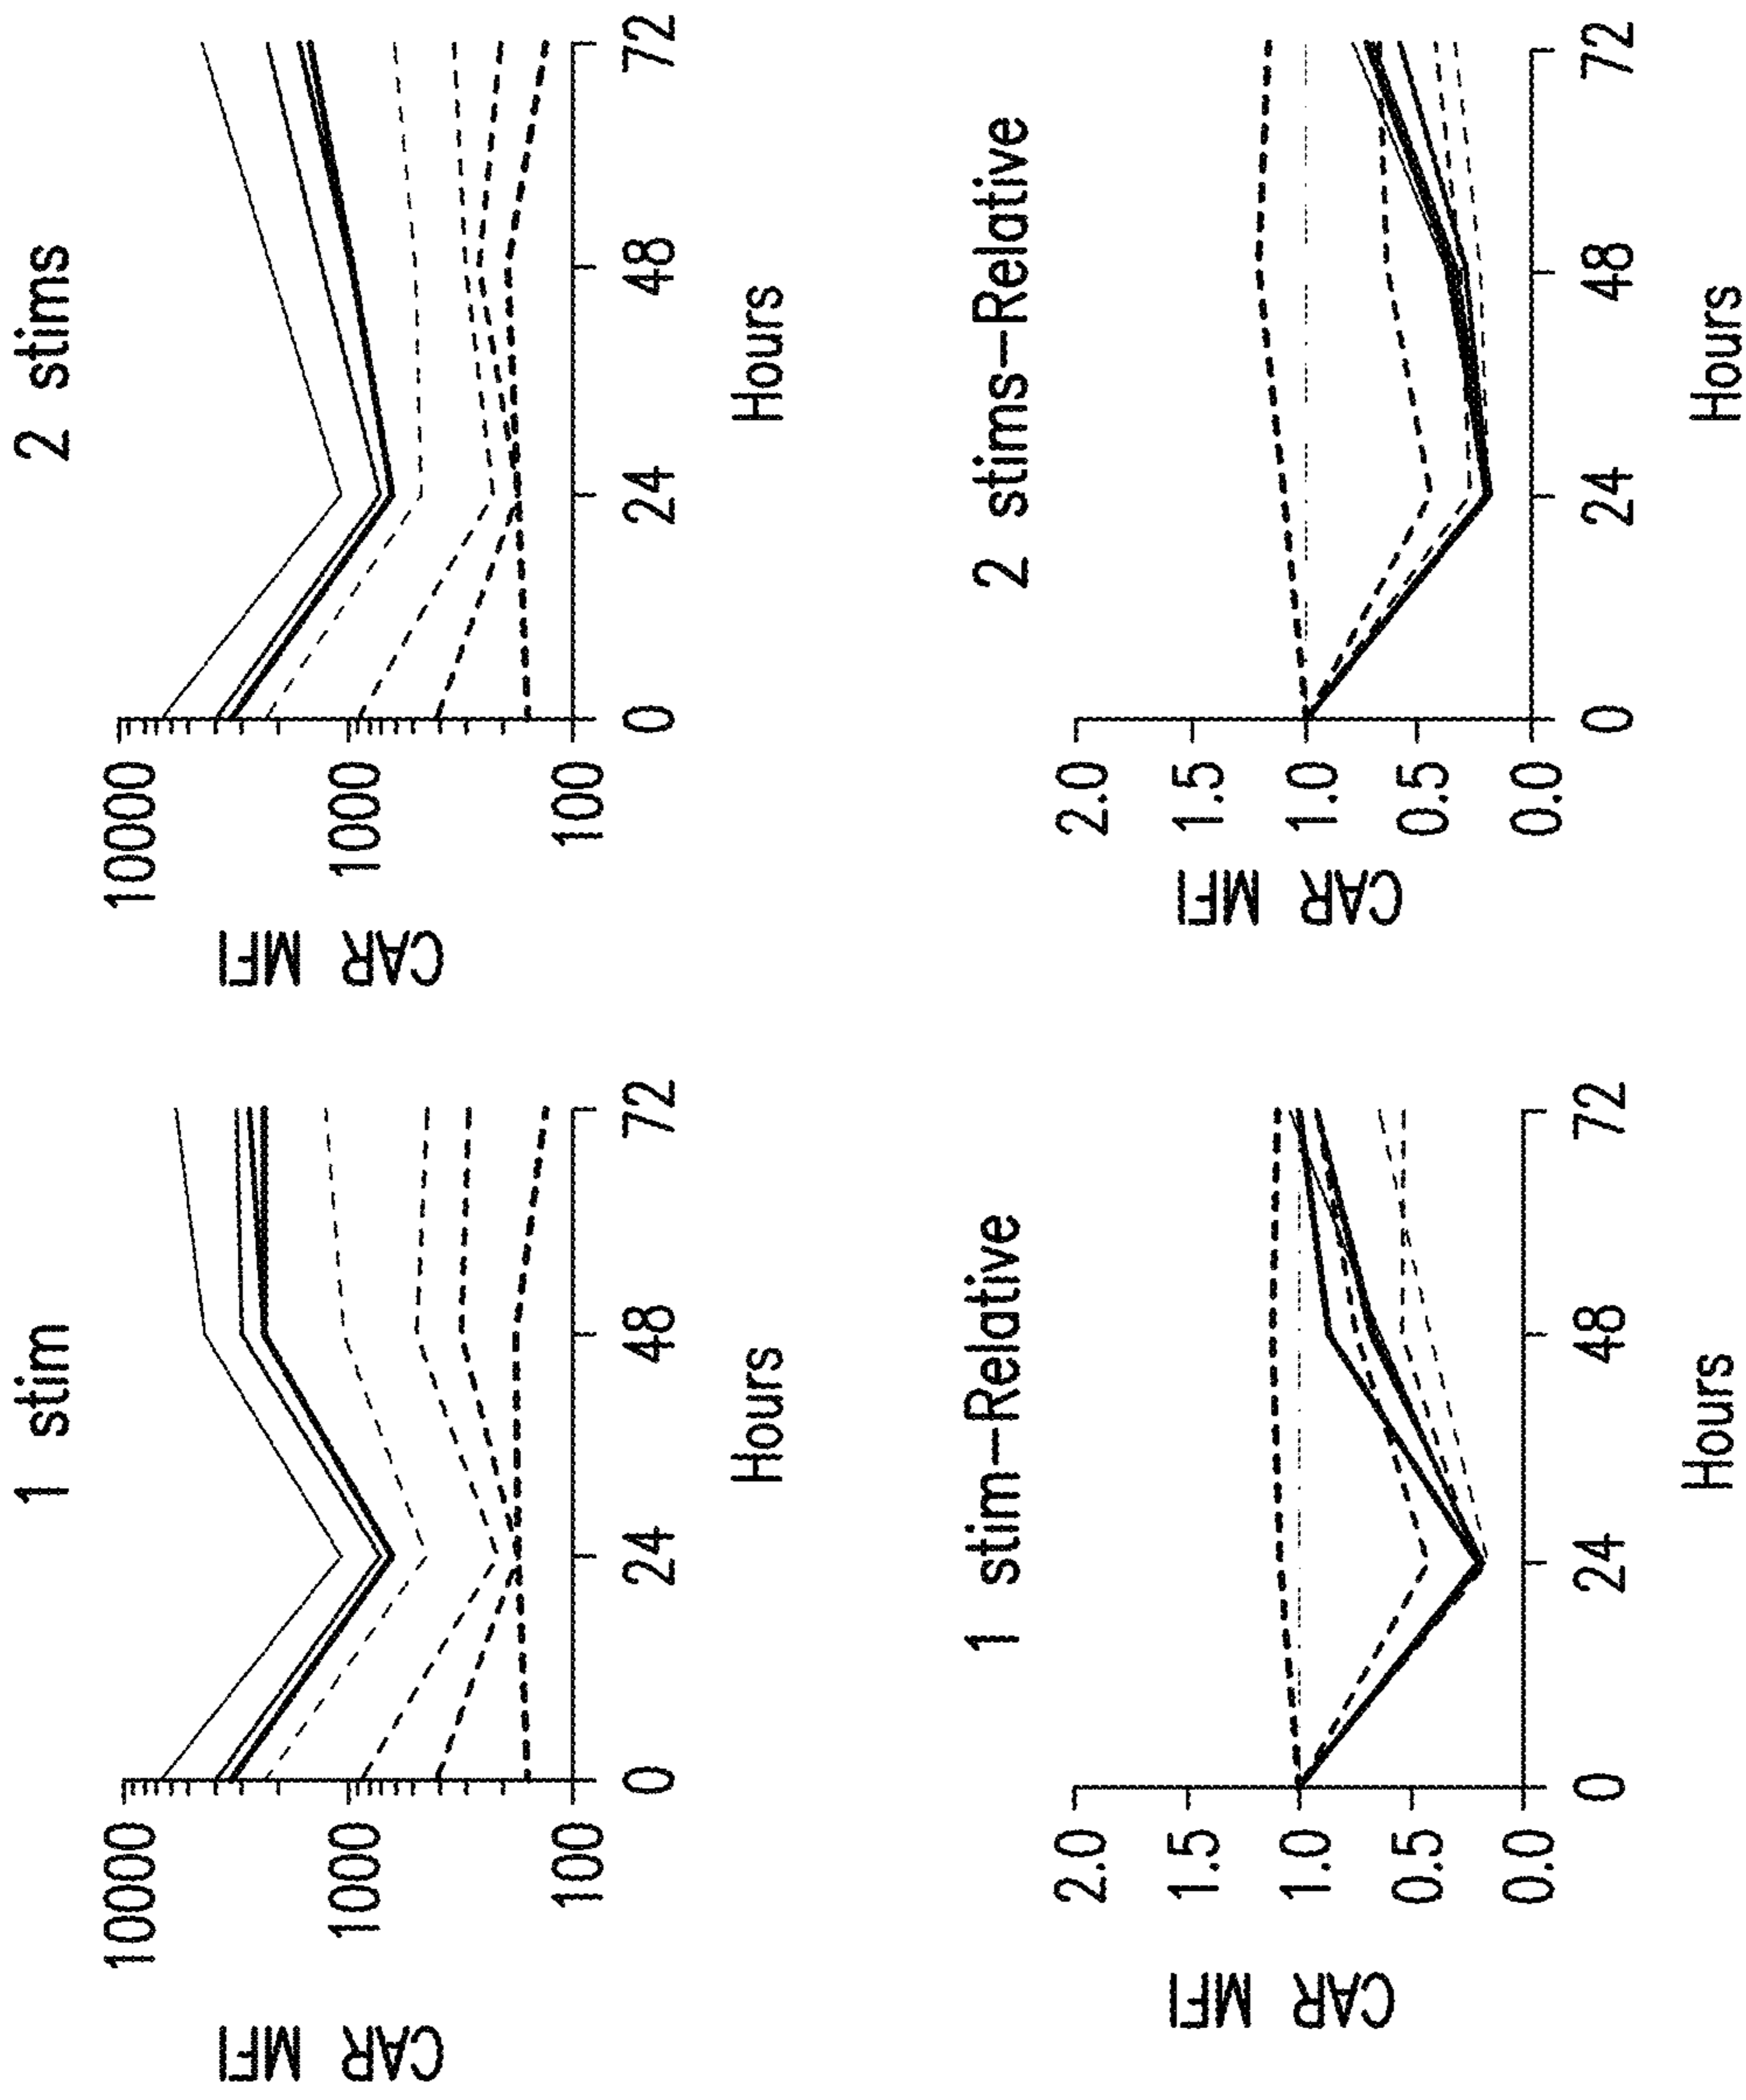 1 stim
CAR MFI
10000
1000
100
0 24 48 72
Hours
2 stims
CAR MFI
10000
1000
100
0 24 48 72
Hours
1 stim-Relative
CAR MFI
2.0
1.5
1.0
0.5
0.0
0 24 48 72
Hours
2 stims-Relative
CAR MFI
2.0
1.5
1.0
0.5
0.0
0 24 48 72
Hours